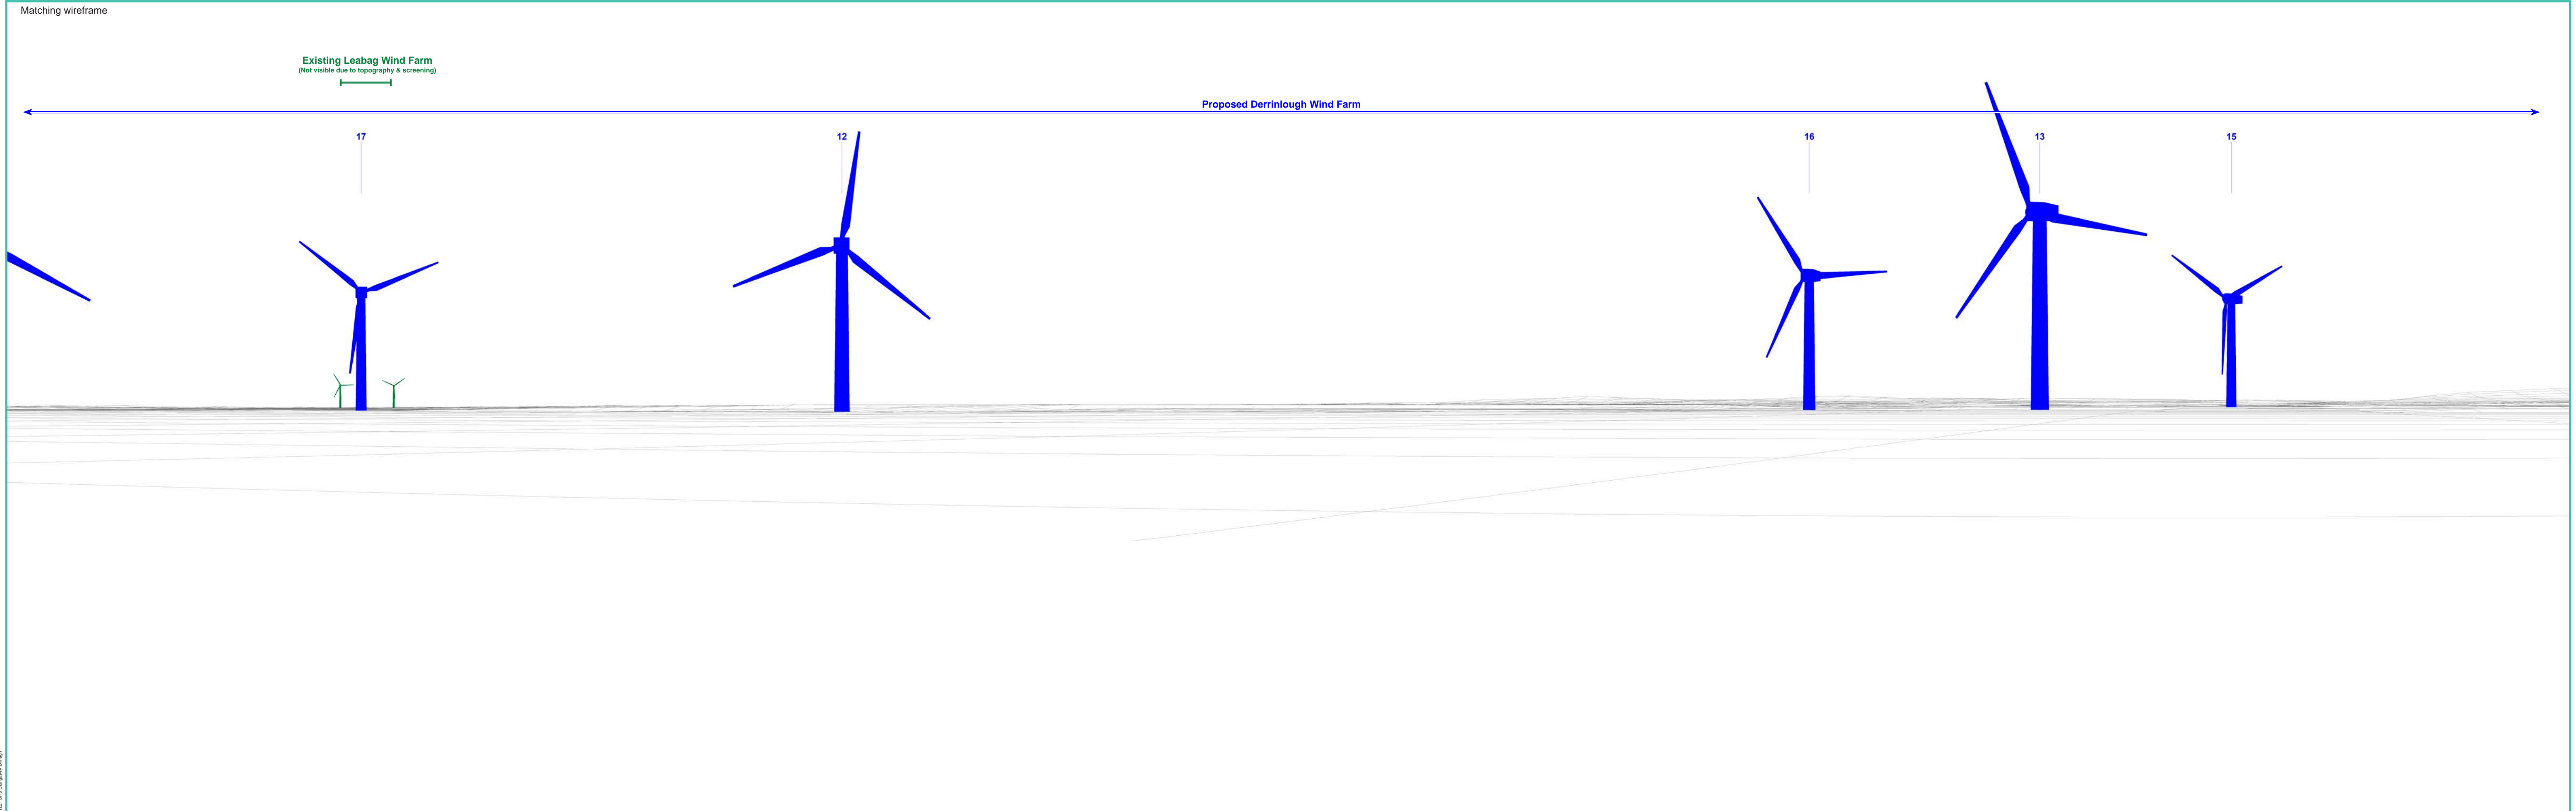 Matching wireframe
Existing Leabag Wind Farm
(Not visible due to topography & screening)
Proposed Derrinlough Wind Farm
17
12
16
13
15